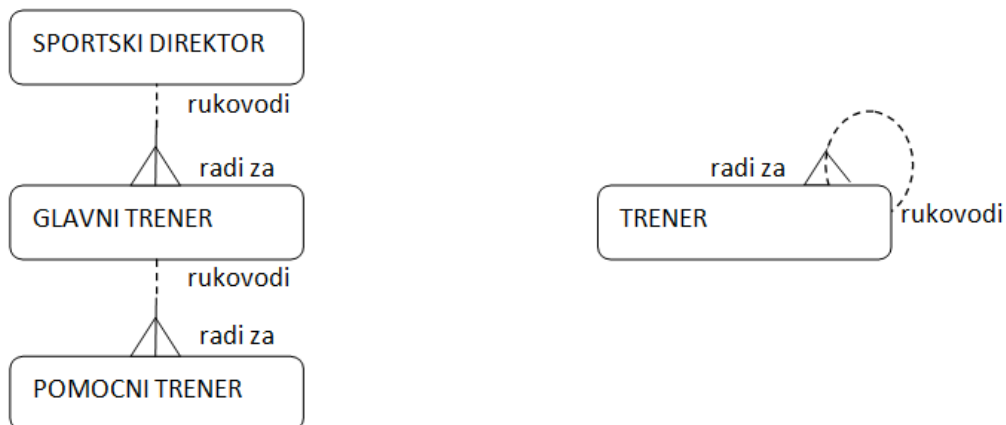 SPORTSKI DIREKTOR
rukovodi
radi za
GLAVNI TRENER
rukovodi
radi za
POMOCNI TRENER
radi za
TRENER
rukovodi